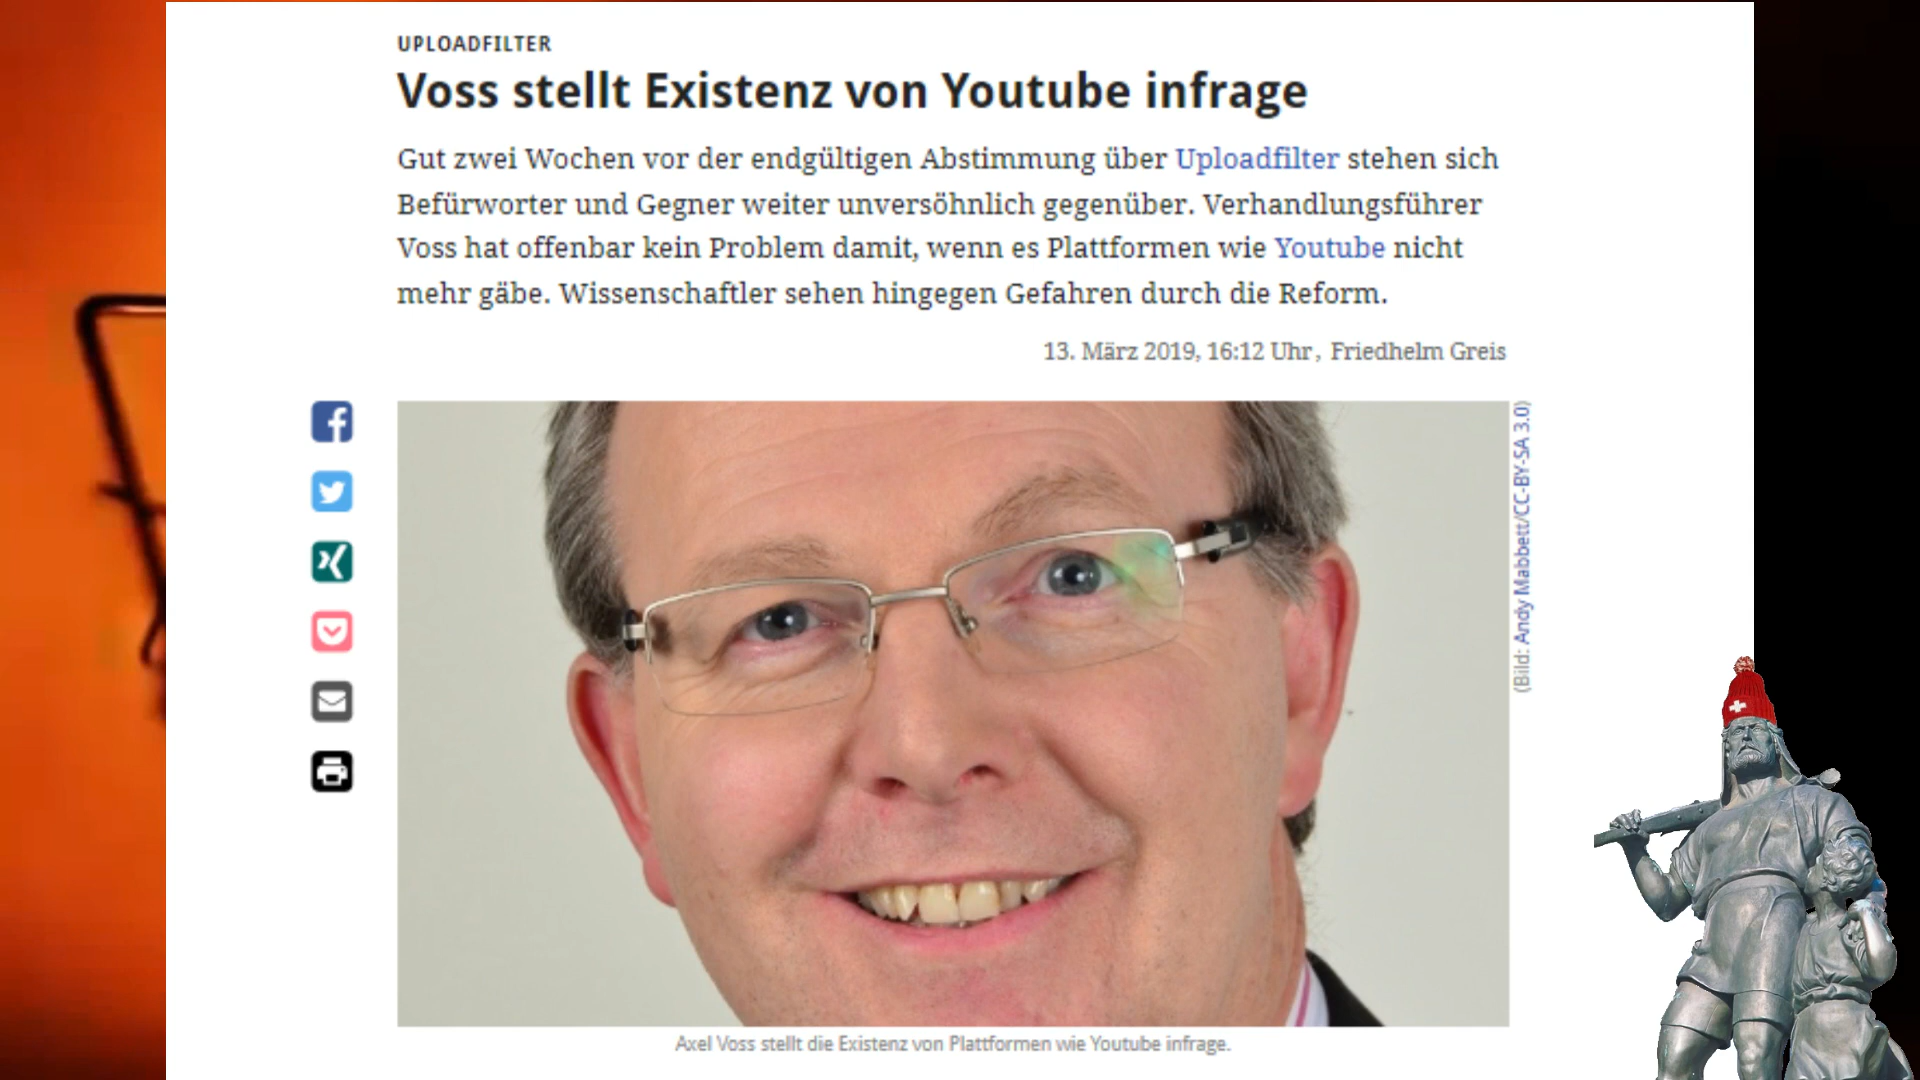 UPLOADFILTER
Voss stellt Existenz von Youtube infrage
Gut zwei Wochen vor der endgültigen Abstimmung über Uploadfilter stehen sich
Befürworter und Gegner weiter unversöhnlich gegenüber. Verhandlungsführer
Voss hat offenbar kein Problem damit, wenn es Plattformen wie Youtube nicht
mehr gäbe. Wissenschaftler sehen hingegen Gefahren durch die Reform.
13. März 2019, 16:12 Uhr, Friedhelm Greis
(Bild: Andy Mabbett/CC-BY-SA 3.0)
Axel Voss stellt die Existenz von Plattformen wie Youtube infrage.